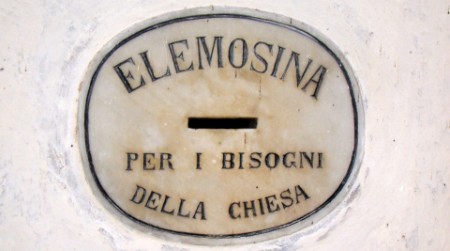 ELEMOSINA
PER I BISOGNI
DELLA CHIESA